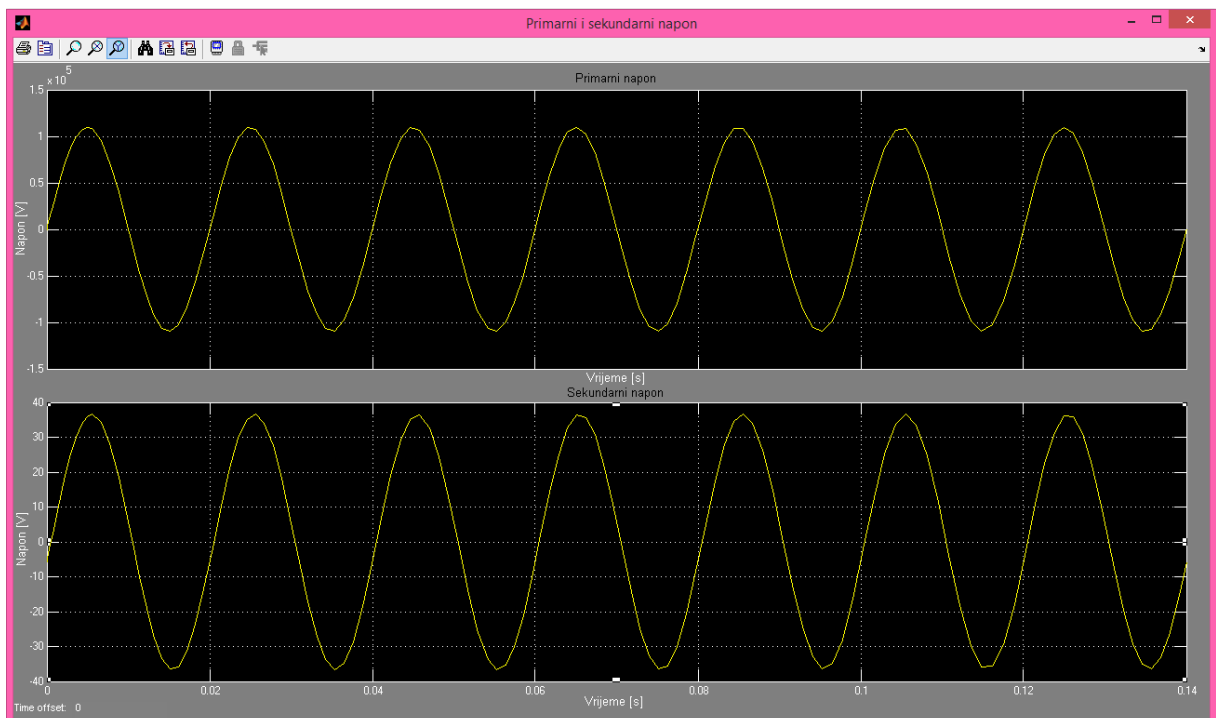 Primarni i sekundarni napon
×10^5
Primarni napon
1.5
1
0.5
0
-0.5
-1
-1.5
Napon [V]
Vrijeme [s]
Sekundarni napon
40
30
20
10
0
-10
-20
-30
-40
Napon [V]
0 0.02 0.04 0.06 0.08 0.1 0.12 0.14
Vrijeme [s]
Time offset: 0